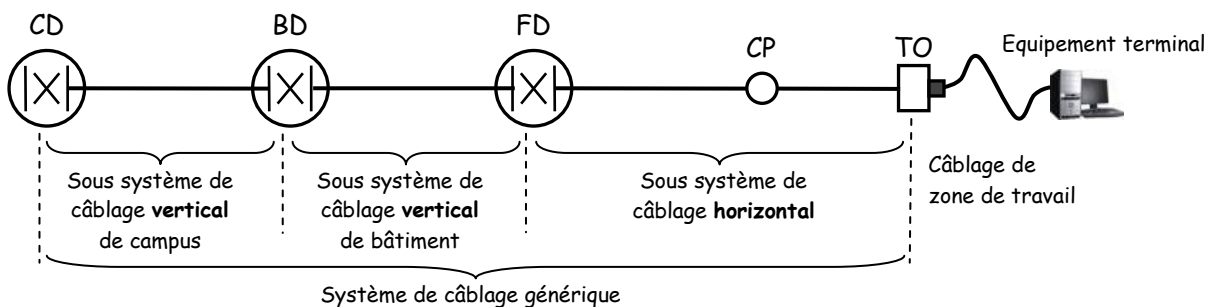 CD
BD
FD
CP
TO
Equipement terminal
Sous système de
câblage vertical
de campus
Sous système de
câblage vertical
de bâtiment
Sous système de
câblage horizontal
Câblage de
zone de travail
Système de câblage générique